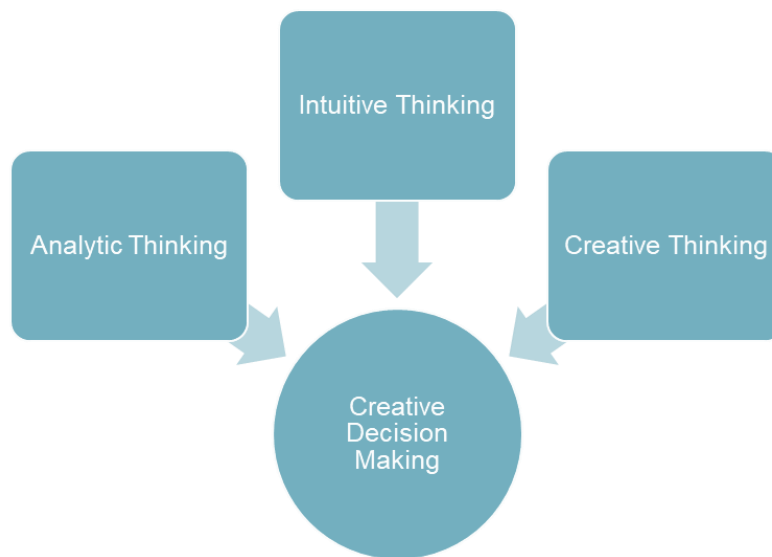 Intuitive Thinking
Analytic Thinking
Creative Thinking
Creative
Decision
Making